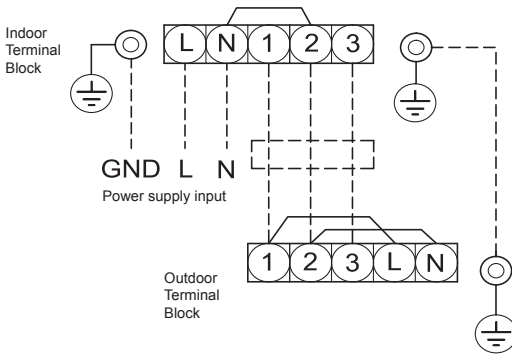 Indoor
Terminal
Block
L N 1 2 3
GND L N
Power supply input
1 2 3 L N
Outdoor
Terminal
Block